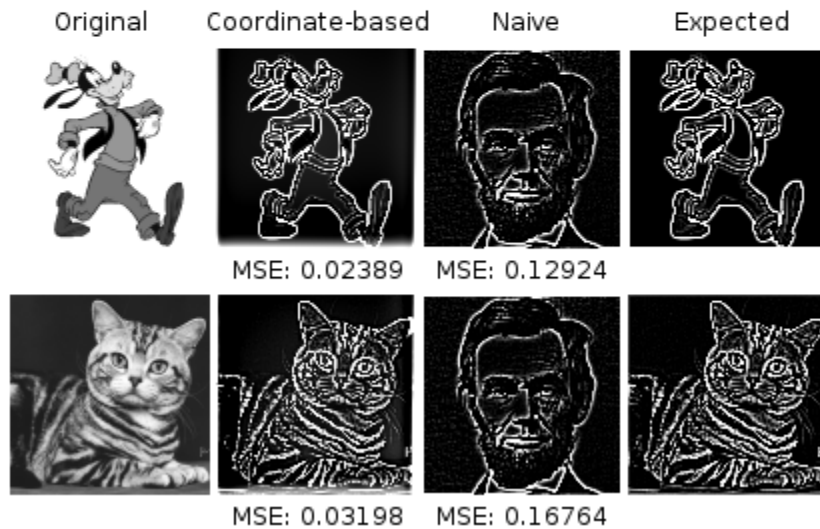 Original Coordinate-based Naive Expected
MSE: 0.02389 MSE: 0.12924
MSE: 0.03198 MSE: 0.16764